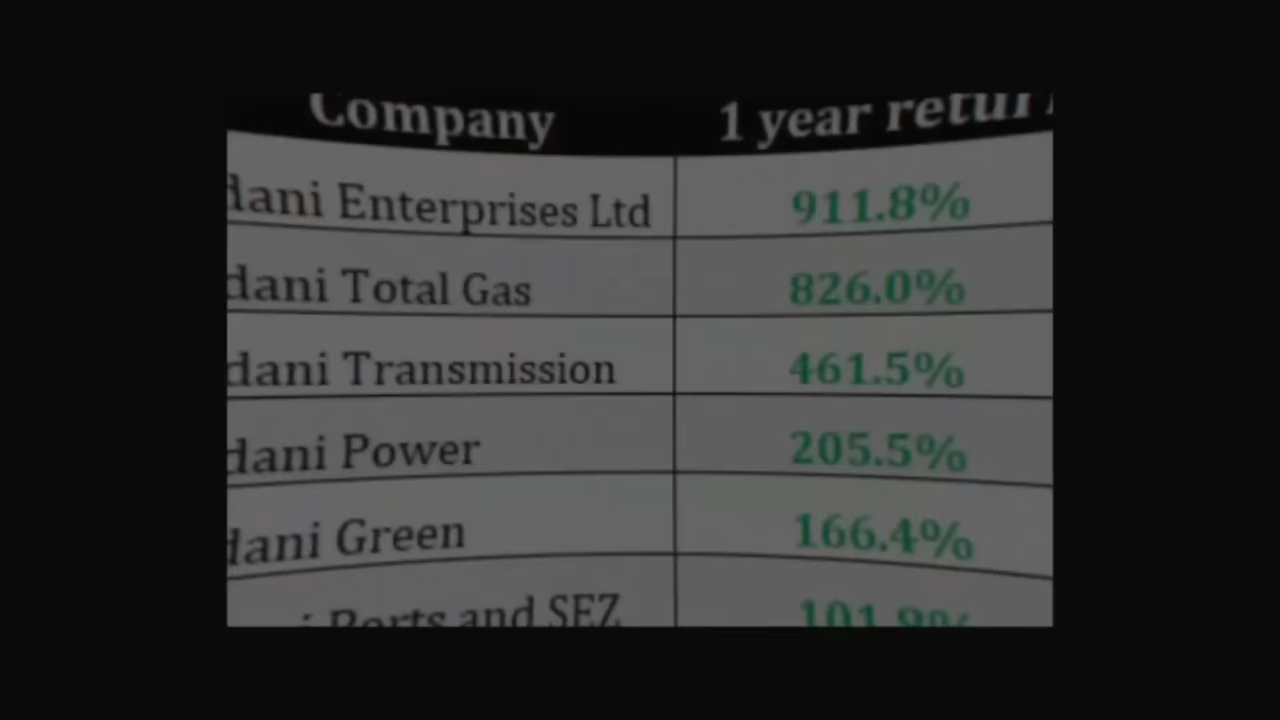 Company 1 year retur
dani Enterprises Ltd 911.8%
dani Total Gas 826.0%
dani Transmission 461.5%
dani Power 205.5%
dani Green 166.4%
i Ports and SEZ 101.8%